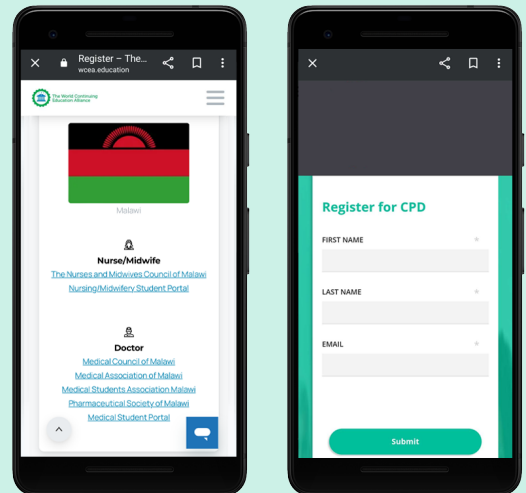 Register – The...
wcea.education
The World Continuing
Education Alliance
Malawi
Nurse/Midwife
The Nurses and Midwives Council of Malawi
Nursing/Midwifery Student Portal
Doctor
Medical Council of Malawi
Medical Association of Malawi
Medical Students Association Malawi
Pharmaceutical Society of Malawi
Medical Student Portal
Register for CPD
FIRST NAME
LAST NAME
EMAIL
Submit